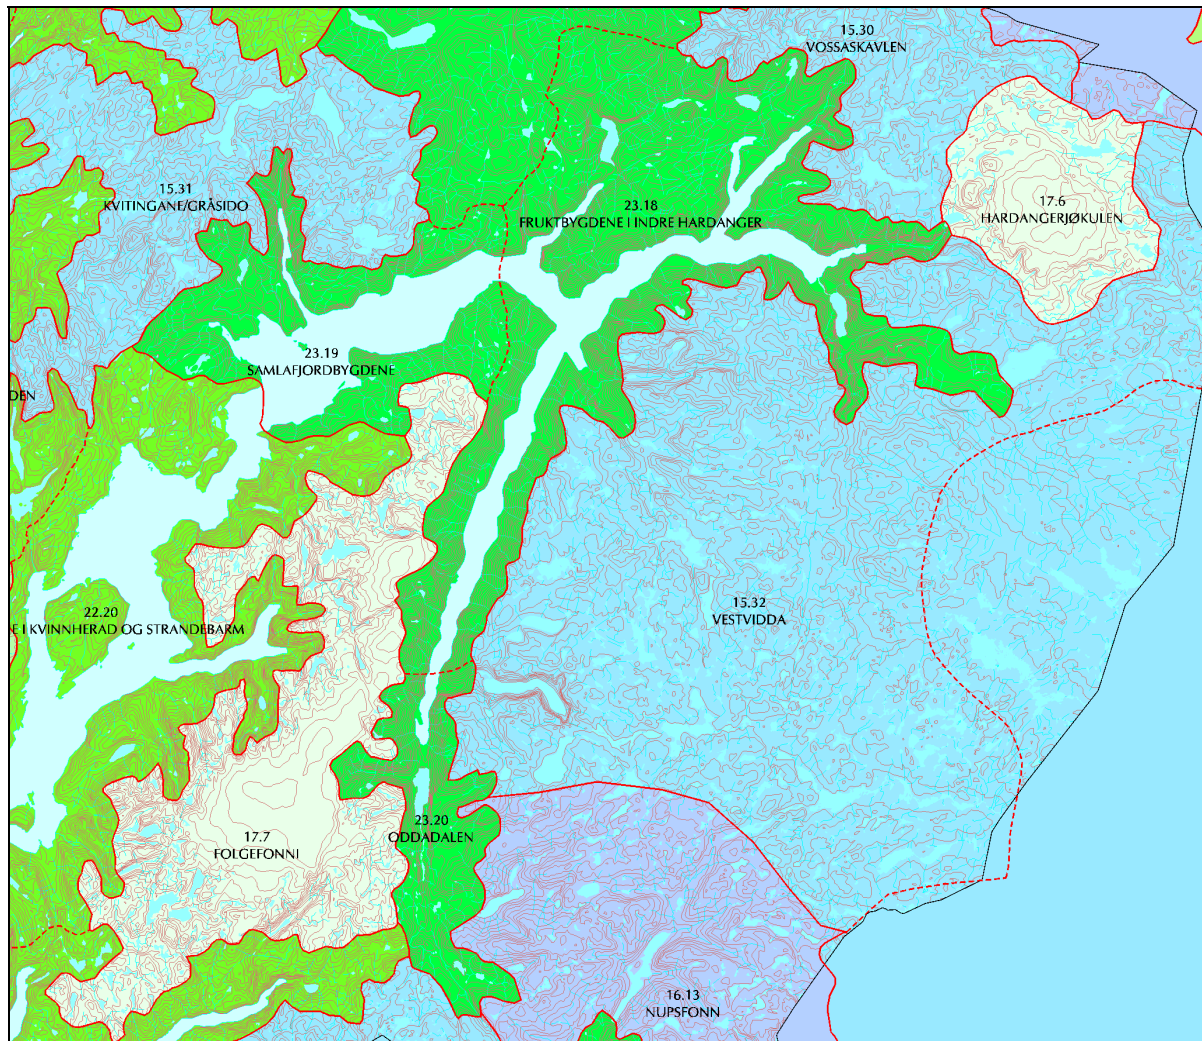 15.30
VOSSASKAVLEN
15.31
KVITINGANE/GRÅSIDO
17.6
HARDANGERJØKULEN
23.18
FRUKTBYGDENE I INDRE HARDANGER
23.19
SAMLAFJORDBYGDENE
DEN
22.20
E I KVINNHERAD OG STRANDEBARM
15.32
VESTVIDDA
23.20
ODDADALEN
17.7
FOLGEFONNI
16.13
NUPSFONN